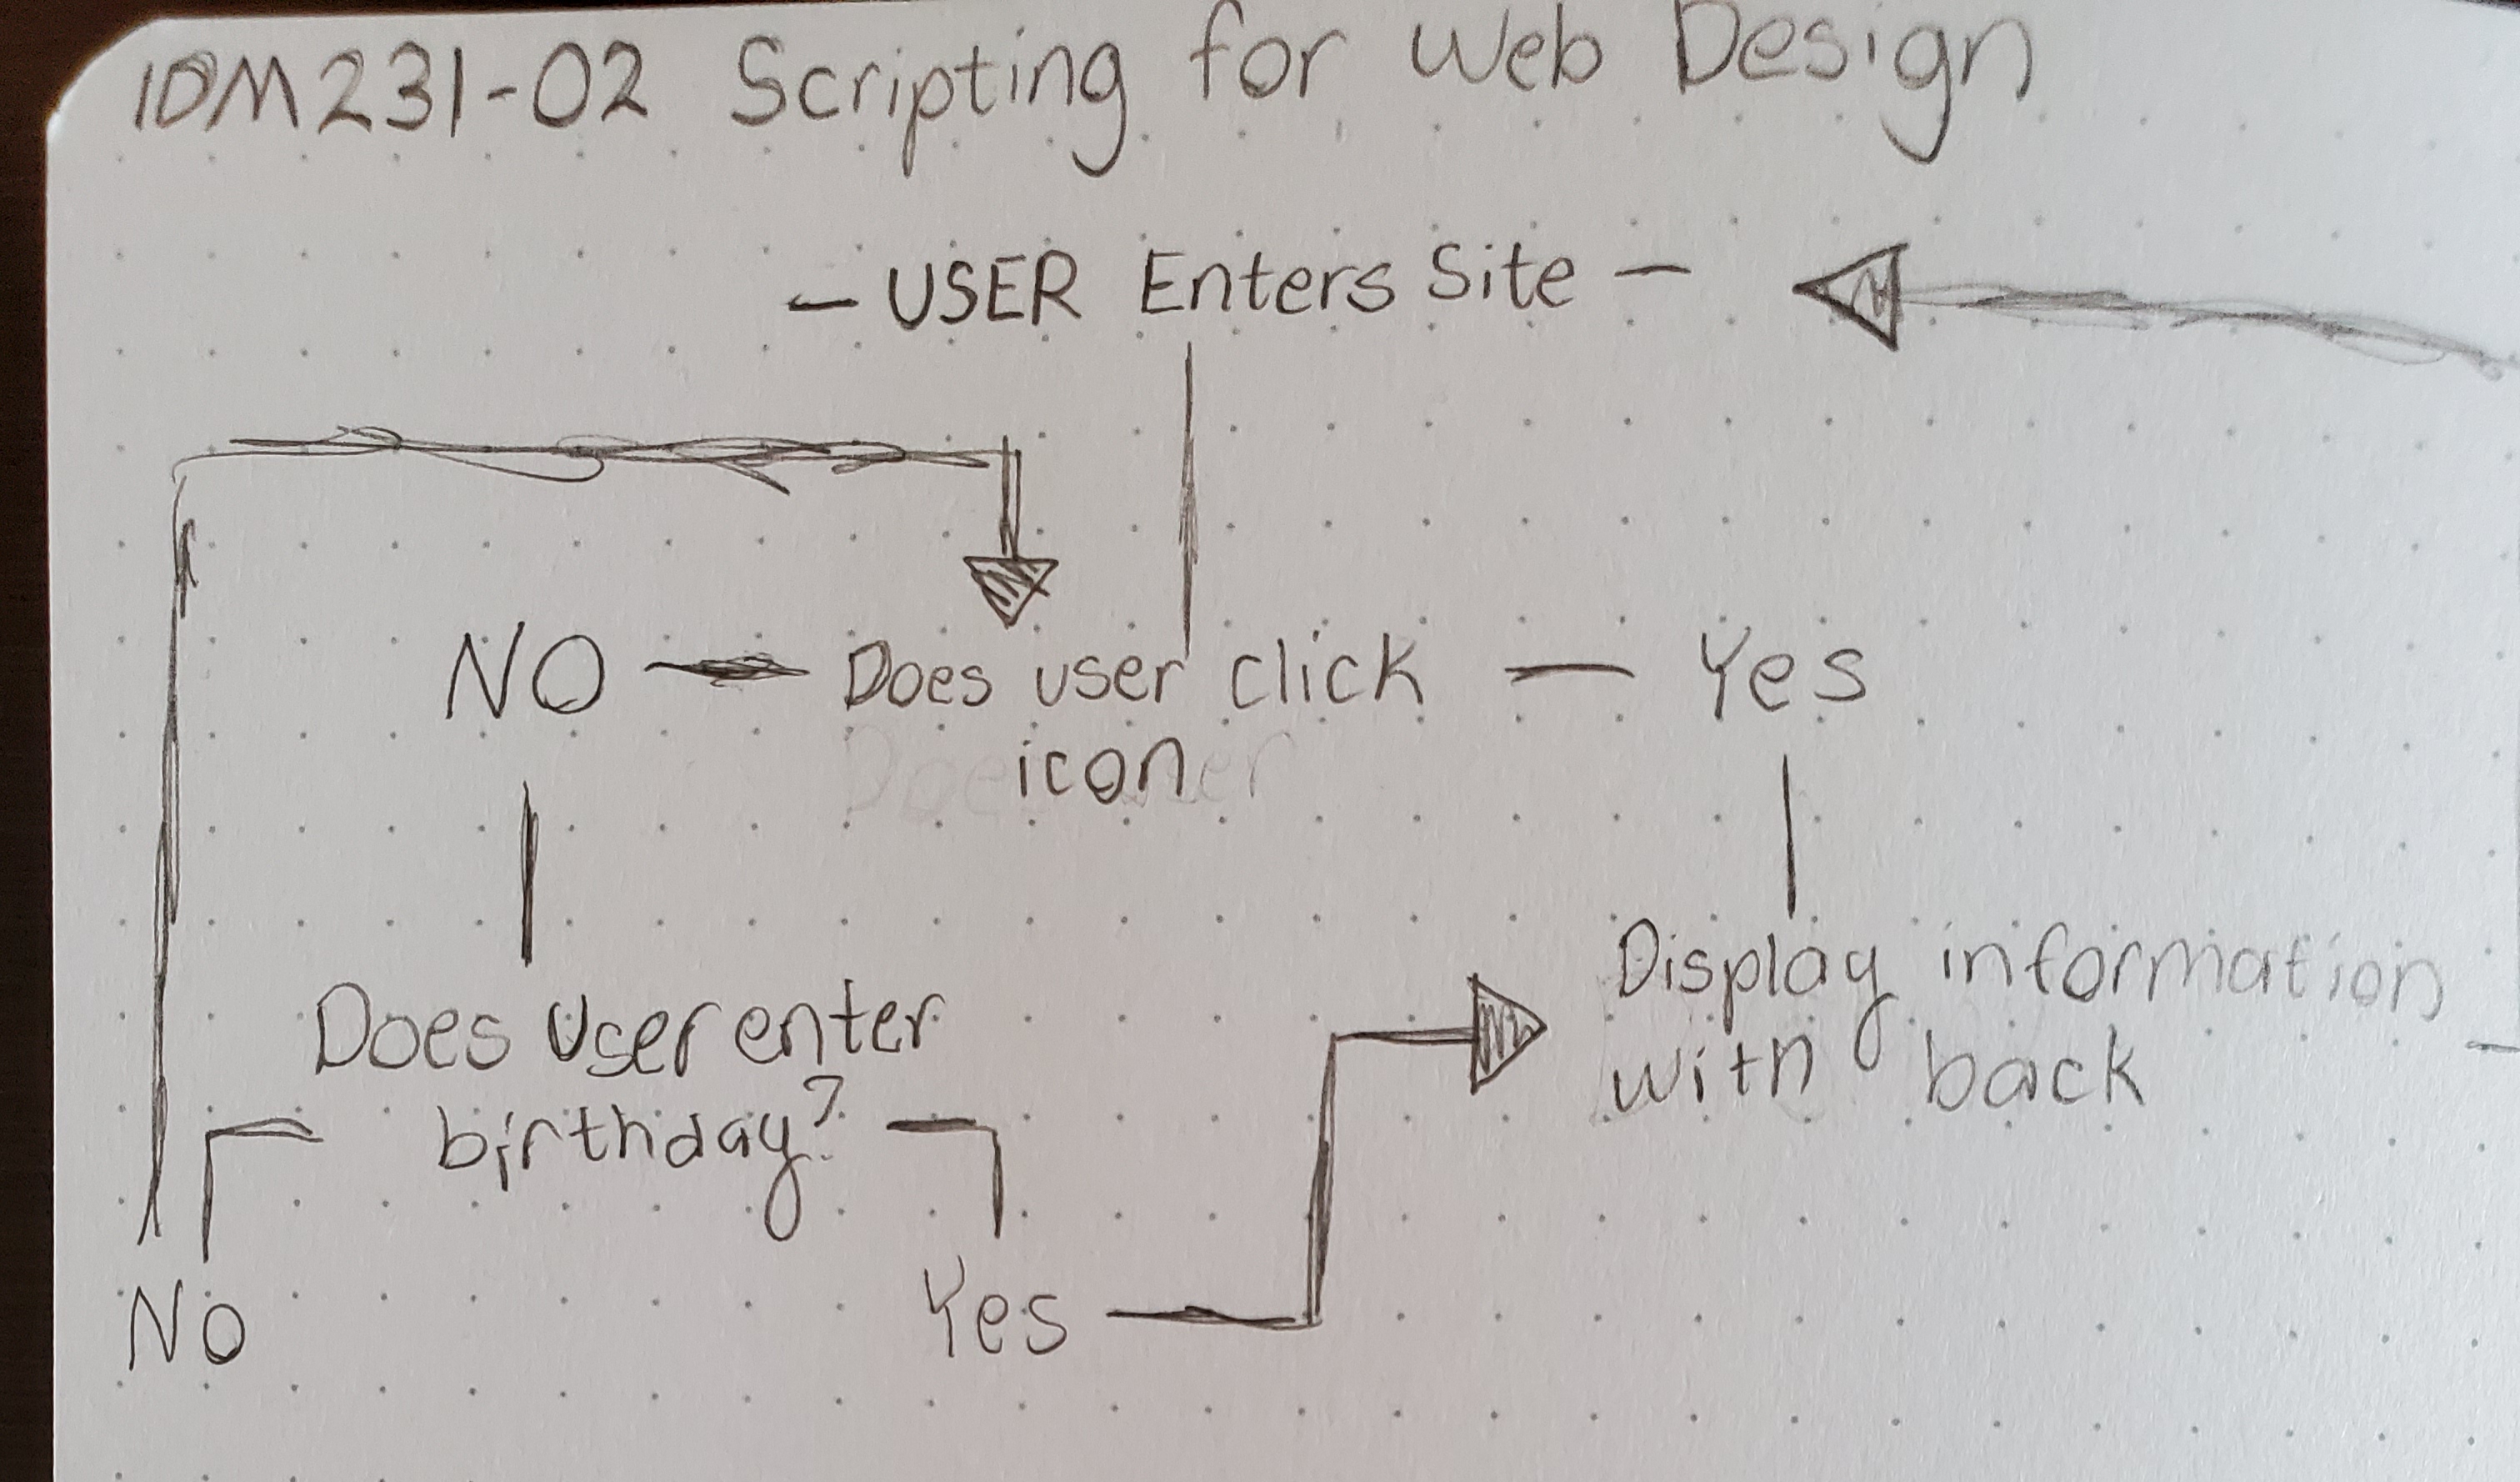 IDM231-02 Scripting for Web Design
- USER Enters Site -
NO - Does user click - Yes
icon
Display information
with back
Does User enter
birthday?
No
Yes